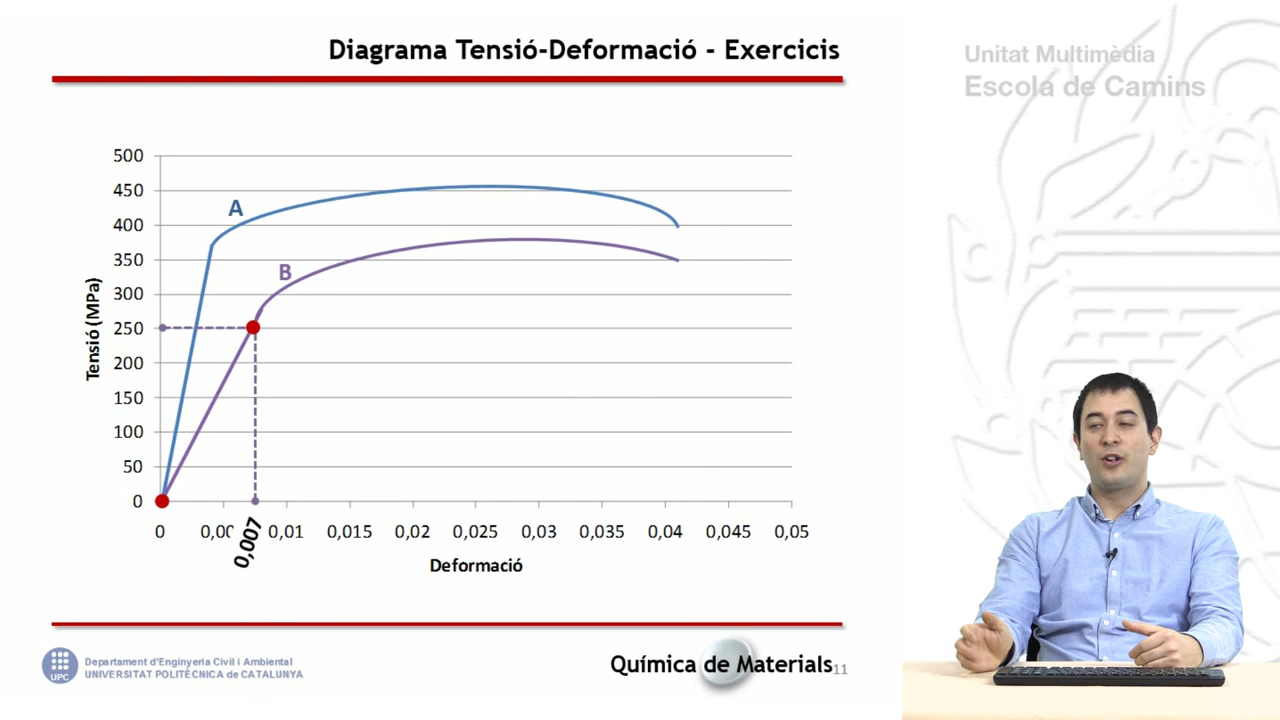 Diagrama Tensió-Deformació - Exercicis
Unitat Multimèdia
Escola de Camins
500
450
400
350
300
250
200
150
100
50
0
Tensió (MPa)
A
B
0
0,00
0,007
0,01
0,015
0,02
0,025
0,03
0,035
0,04
0,045
0,05
Deformació
UPC
Departament d'Enginyeria Civil i Ambiental
UNIVERSITAT POLITÈCNICA de CATALUNYA
Química de Materials
11